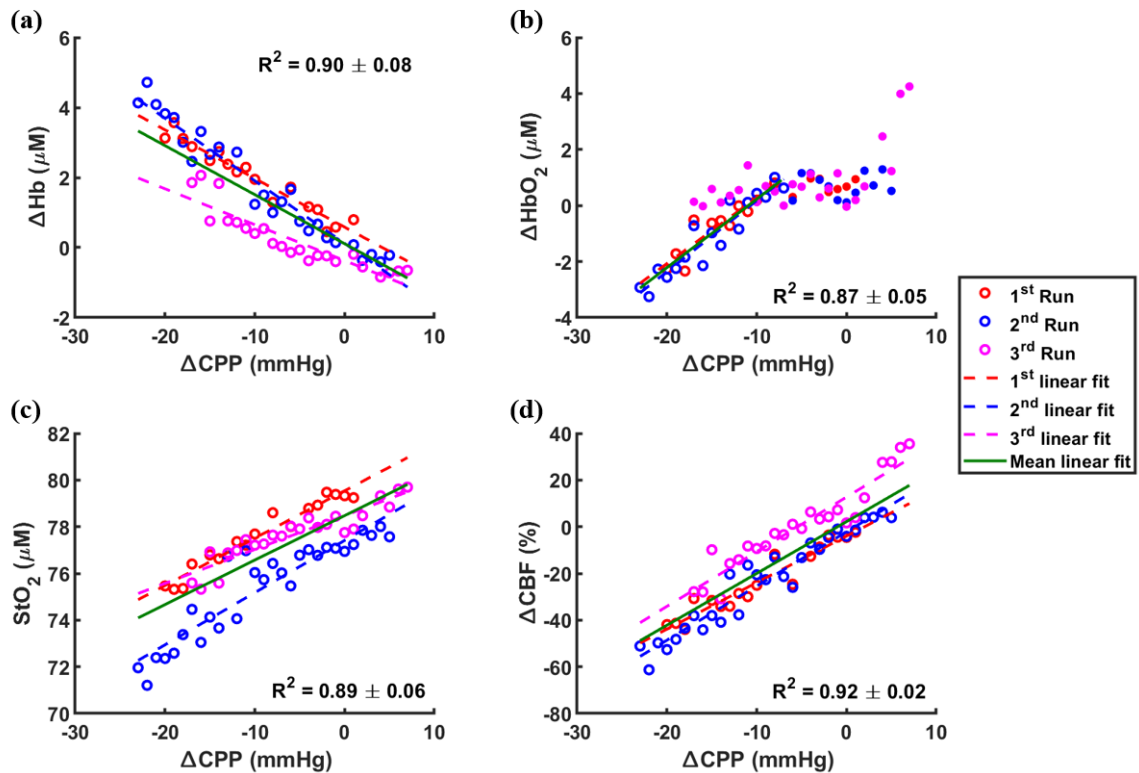 (a)
6
4
2
0
-2
ΔHb (μM)
R² = 0.90 ± 0.08
-30 -20 -10 0 10
ΔCPP (mmHg)
(b)
6
4
2
0
-2
-4
ΔHbO₂ (μM)
R² = 0.87 ± 0.05
-30 -20 -10 0 10
ΔCPP (mmHg)
(c)
82
80
78
76
74
72
70
StO₂ (μM)
R² = 0.89 ± 0.06
-30 -20 -10 0 10
ΔCPP (mmHg)
(d)
40
20
0
-20
-40
-60
-80
ΔCBF (%)
R² = 0.92 ± 0.02
-30 -20 -10 0 10
ΔCPP (mmHg)
1st Run
2nd Run
3rd Run
1st linear fit
2nd linear fit
3rd linear fit
Mean linear fit